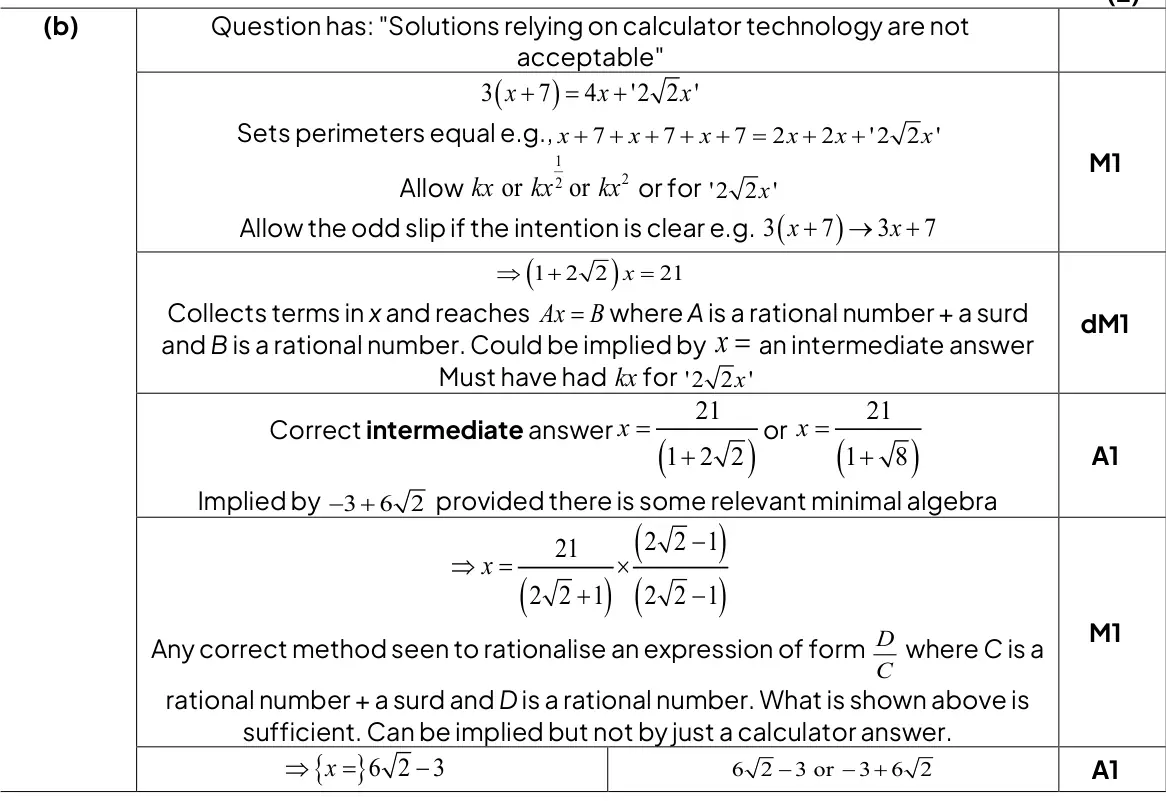 (b)
Question has: "Solutions relying on calculator technology are not
acceptable"
3(x + 7) = 4x + '2√2x'
Sets perimeters equal e.g., x + 7 + x + 7 + x + 7 = 2x + 2x + '2√2x'
Allow kx or kx^(1/2) or kx² or for '2√2x'
Allow the odd slip if the intention is clear e.g. 3(x + 7) → 3x + 7
M1
⇒ (1 + 2√2)x = 21
Collects terms in x and reaches Ax = B where A is a rational number + a surd
and B is a rational number. Could be implied by x = an intermediate answer
Must have had kx for '2√2x'
dM1
Correct intermediate answer x = 21/(1 + 2√2) or x = 21/(1 + √8)
Implied by −3 + 6√2 provided there is some relevant minimal algebra
A1
⇒ x = 21/(2√2 + 1) × (2√2 − 1)/(2√2 − 1)
Any correct method seen to rationalise an expression of form D/C where C is a
rational number + a surd and D is a rational number. What is shown above is
sufficient. Can be implied but not by just a calculator answer.
M1
⇒ {x =} 6√2 − 3
6√2 − 3 or −3 + 6√2
A1